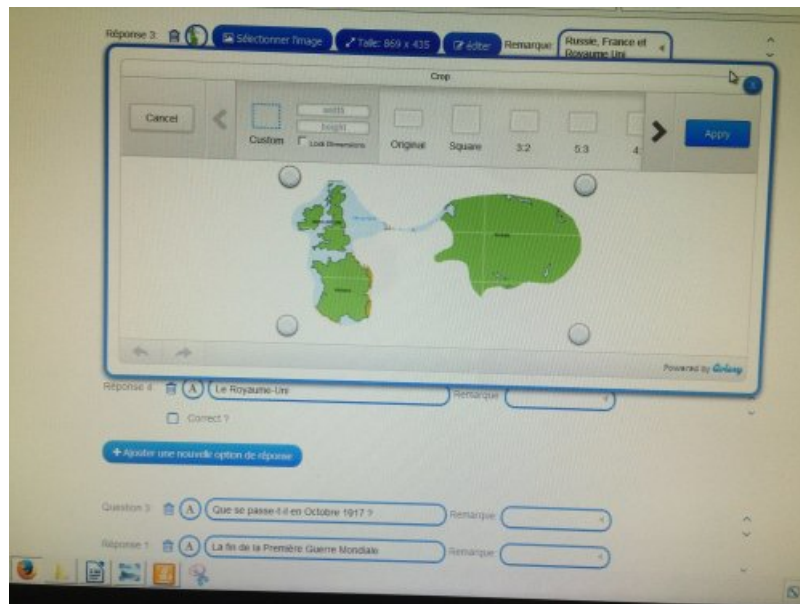 Réponse 3:
Sélectionner l'image
Taile: 869 x 435
éditer
Remarque
Russie, France et
Royaume Uni
Crop
Cancel
width
height
Custom
Lock Dimensions
Original
Square
3:2
5:3
4:
Apply
Powered by Aviary
Réponse 4
A
Le Royaume-Uni
Remarque
Correct ?
+ Ajouter une nouvelle option de réponse
Question 3
A
Que se passe-t-il en Octobre 1917 ?
Remarque
Réponse 1
A
La fin de la Première Guerre Mondiale
Remarque